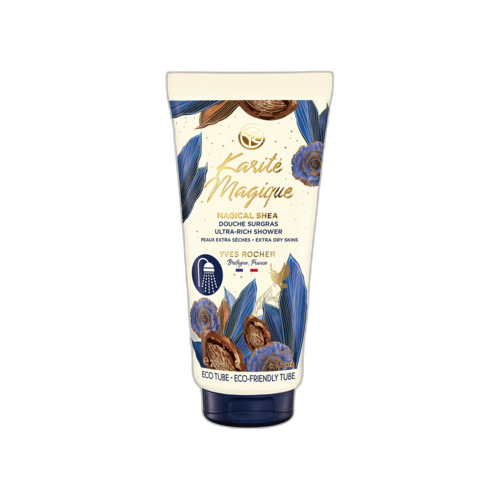 Karité
Magique
MAGICAL SHEA
DOUCHE SURGRAS
ULTRA-RICH SHOWER
PEAUX EXTRA SÈCHES • EXTRA DRY SKINS
YVES ROCHER
Bretagne, France
ECO TUBE • ECO-FRIENDLY TUBE